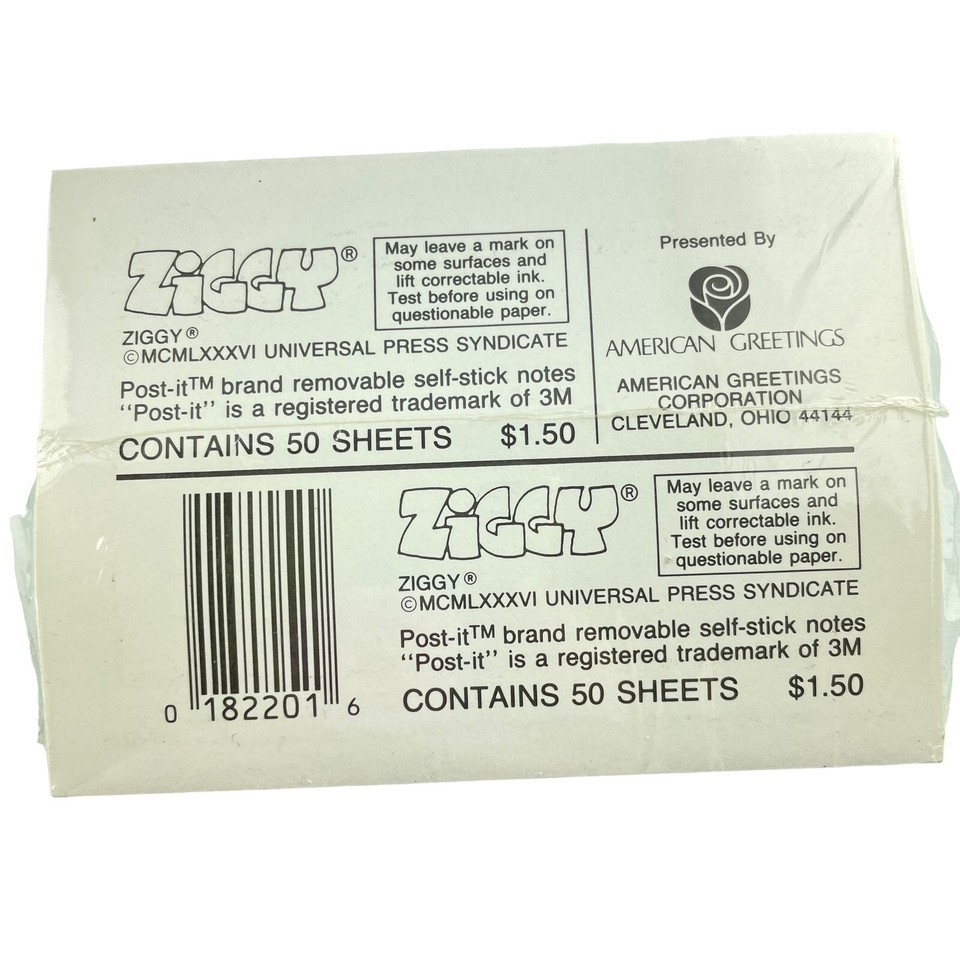 ZIGGY®
May leave a mark on
some surfaces and
lift correctable ink.
Test before using on
questionable paper.
ZIGGY®
©MCMLXXXVI UNIVERSAL PRESS SYNDICATE
Post-it™ brand removable self-stick notes
"Post-it" is a registered trademark of 3M
CONTAINS 50 SHEETS $1.50
Presented By
AMERICAN GREETINGS
AMERICAN GREETINGS
CORPORATION
CLEVELAND, OHIO 44144
0 182201 6
ZIGGY®
May leave a mark on
some surfaces and
lift correctable ink.
Test before using on
questionable paper.
ZIGGY®
©MCMLXXXVI UNIVERSAL PRESS SYNDICATE
Post-it™ brand removable self-stick notes
"Post-it" is a registered trademark of 3M
CONTAINS 50 SHEETS $1.50